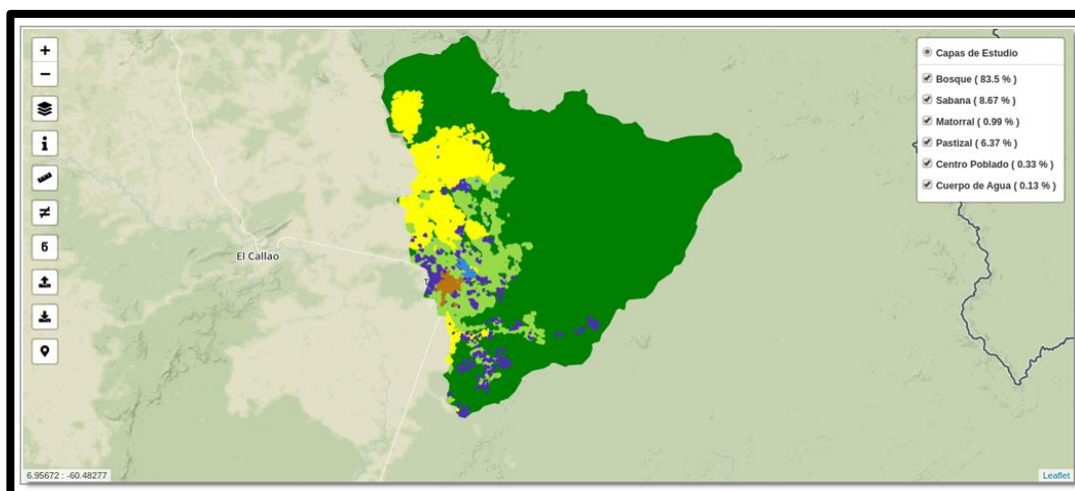 +
−
i
≠
6
El Callao
Capas de Estudio
Bosque ( 83.5 % )
Sabana ( 8.67 % )
Matorral ( 0.99 % )
Pastizal ( 6.37 % )
Centro Poblado ( 0.33 % )
Cuerpo de Agua ( 0.13 % )
6.95672 : -60.48277
Leaflet